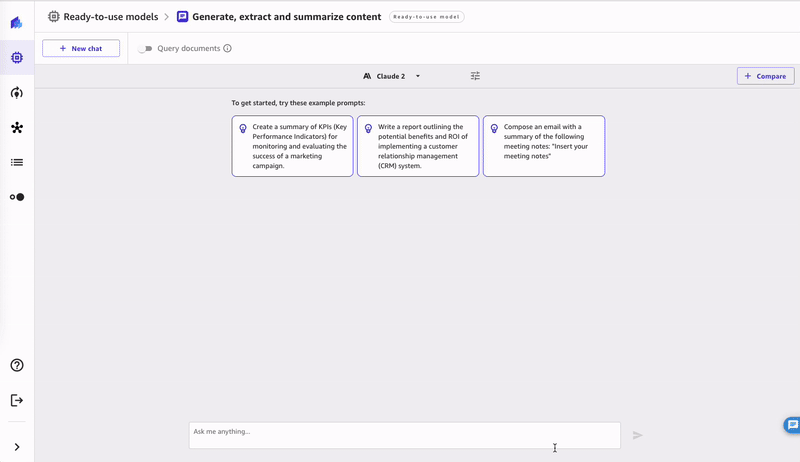 Ready-to-use models
Generate, extract and summarize content
Ready-to-use model
New chat
Query documents
Claude 2
Compare
To get started, try these example prompts:
Create a summary of KPIs (Key
Performance Indicators) for
monitoring and evaluating the
success of a marketing
campaign.
Write a report outlining the
potential benefits and ROI of
implementing a customer
relationship management
(CRM) system.
Compose an email with a
summary of the following
meeting notes: "Insert your
meeting notes"
Ask me anything...